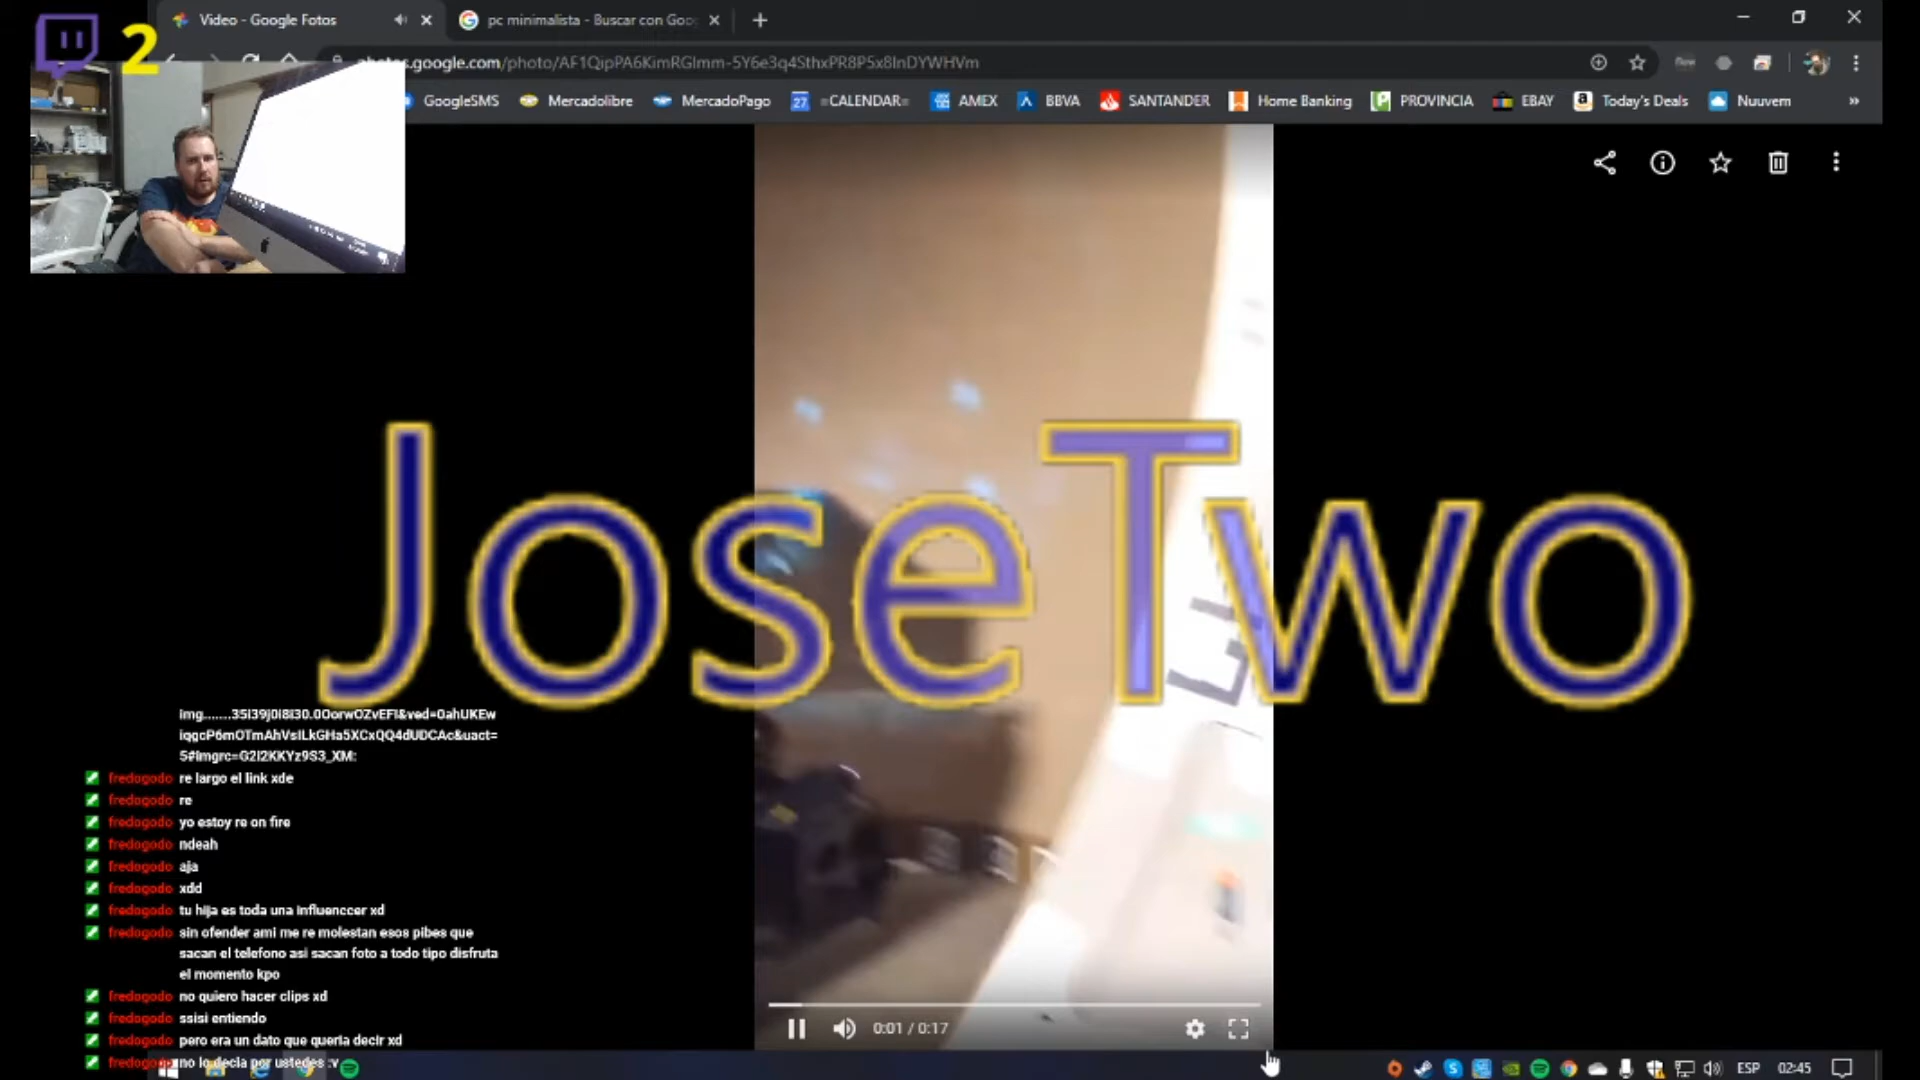 2
Video - Google Fotos
pc minimalista - Buscar con Goo
photos.google.com/photo/AF1QipPA6KimRGlmm-5Y6e3q4SthxPR8P5x8lnDYWHVm
GoogleSMS
Mercadolibre
MercadoPago
27
=CALENDAR=
AMEX
BBVA
SANTANDER
Home Banking
PROVINCIA
EBAY
Today's Deals
Nuuvem
»
JoseTwo
img.......35i39j0i8i30.0OorwOZvEFI&ved=0ahUKEw
iqgcP6mOTmAhVsILkGHa5XCxQQ4dUDCAc&uact=
5#imgrc=G2I2KKYz9S3_XM:
fredogodo re largo el link xde
fredogodo re
fredogodo yo estoy re on fire
fredogodo ndeah
fredogodo aja
fredogodo xdd
fredogodo tu hija es toda una influenccer xd
fredogodo sin ofender ami me re molestan esos pibes que
sacan el telefono asi sacan foto a todo tipo disfruta
el momento kpo
fredogodo no quiero hacer clips xd
fredogodo ssisi entiendo
fredogodo pero era un dato que queria decir xd
fredogodo no lo decia por ustedes :v
0:01 / 0:17
ESP
02:45